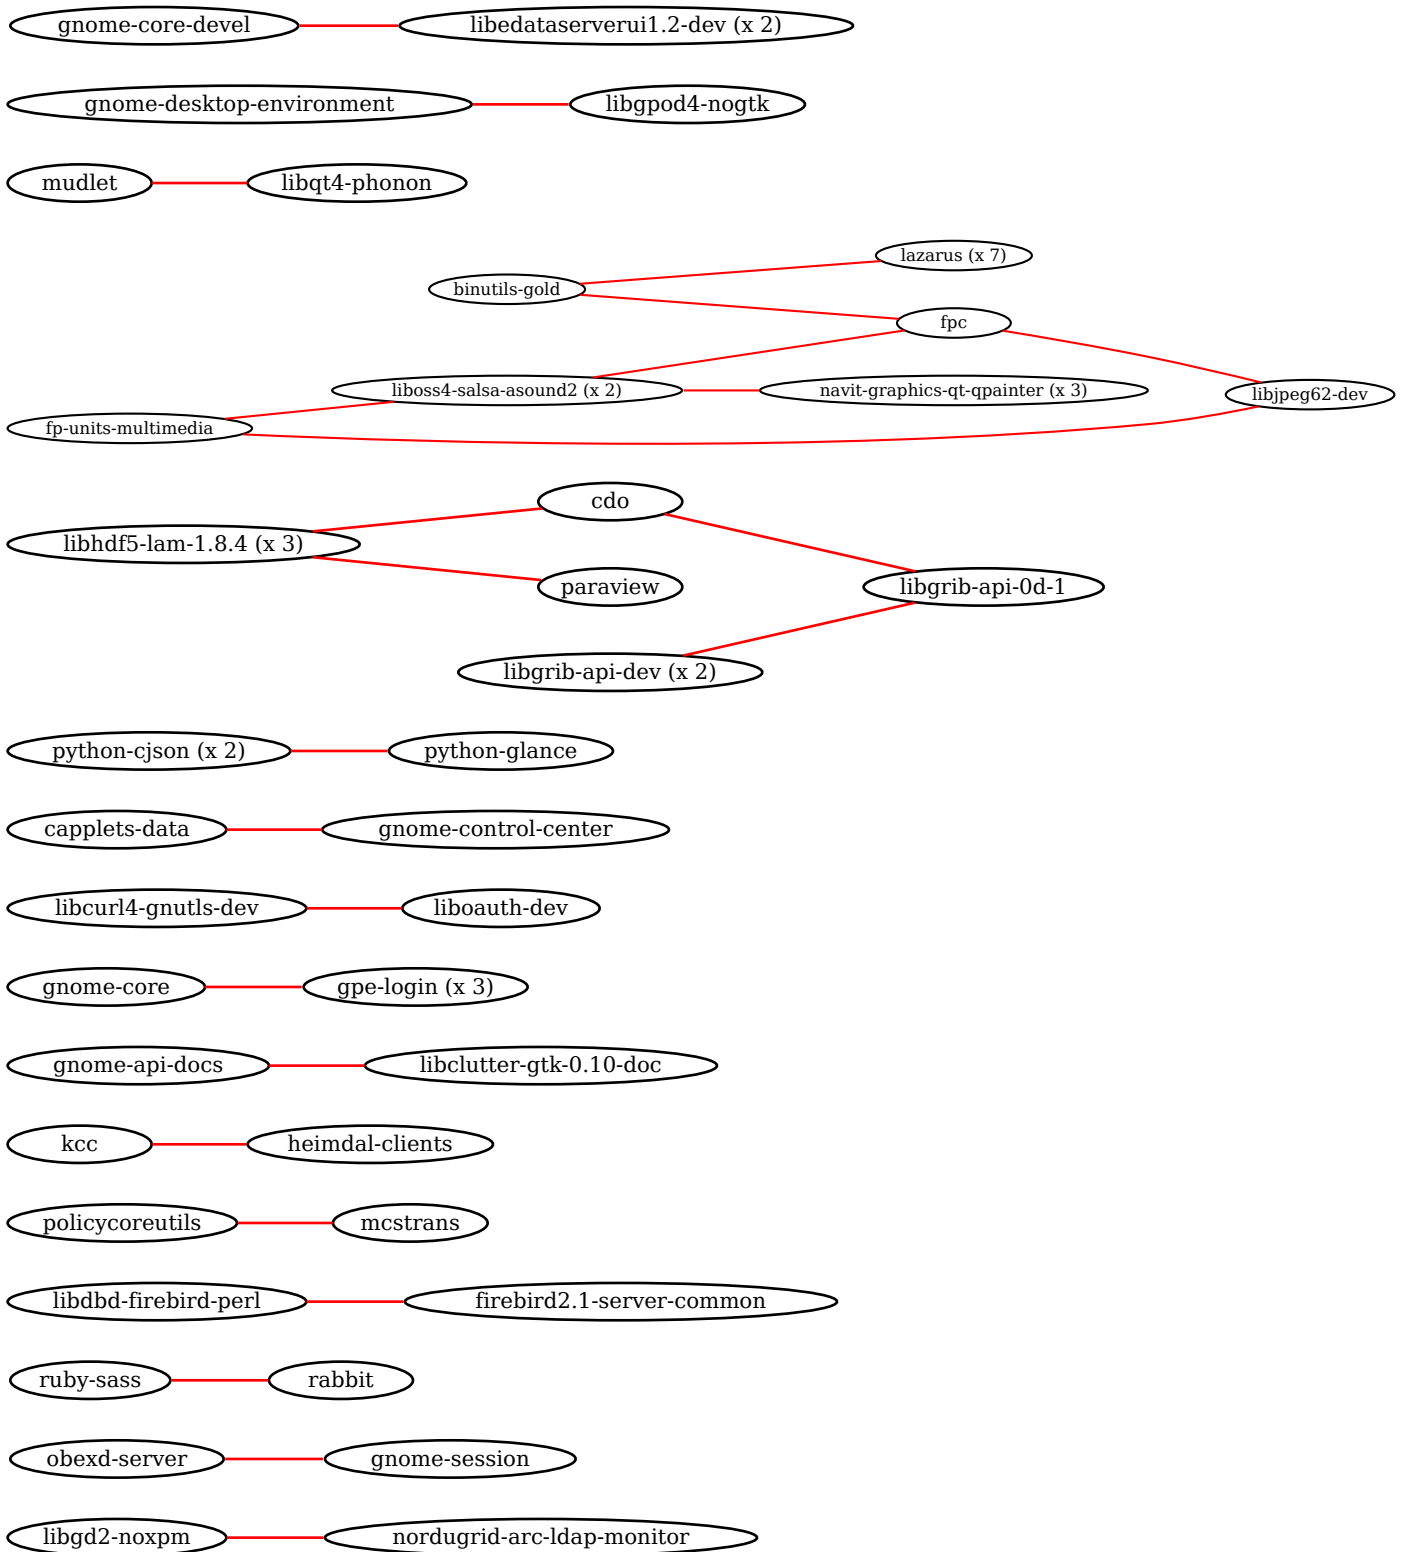 gnome-core-devel
libedataserverui1.2-dev (x 2)
gnome-desktop-environment
libgpod4-nogtk
mudlet
libqt4-phonon
lazarus (x 7)
binutils-gold
fpc
liboss4-salsa-asound2 (x 2)
navit-graphics-qt-qpainter (x 3)
libjpeg62-dev
fp-units-multimedia
cdo
libhdf5-lam-1.8.4 (x 3)
paraview
libgrib-api-0d-1
libgrib-api-dev (x 2)
python-cjson (x 2)
python-glance
capplets-data
gnome-control-center
libcurl4-gnutls-dev
liboauth-dev
gnome-core
gpe-login (x 3)
gnome-api-docs
libclutter-gtk-0.10-doc
kcc
heimdal-clients
policycoreutils
mcstrans
libdbd-firebird-perl
firebird2.1-server-common
ruby-sass
rabbit
obexd-server
gnome-session
libgd2-noxpm
nordugrid-arc-ldap-monitor